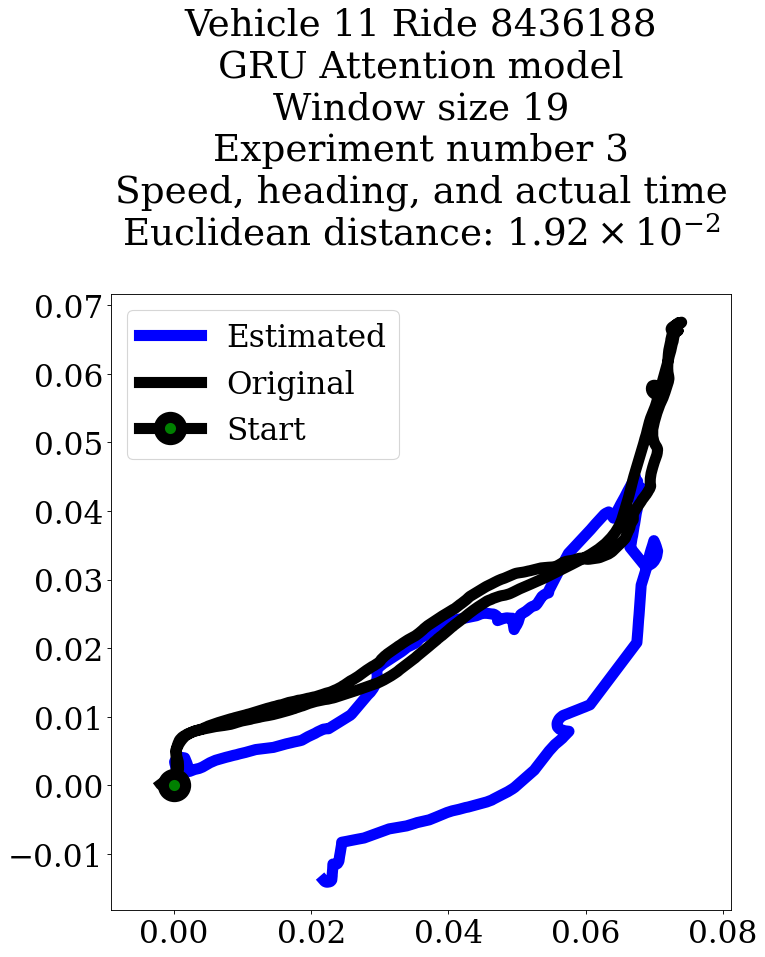 Vehicle 11 Ride 8436188
GRU Attention model
Window size 19
Experiment number 3
Speed, heading, and actual time
Euclidean distance: 1.92 × 10⁻²
Estimated
Original
Start
0.07
0.06
0.05
0.04
0.03
0.02
0.01
0.00
−0.01
0.00 0.02 0.04 0.06 0.08